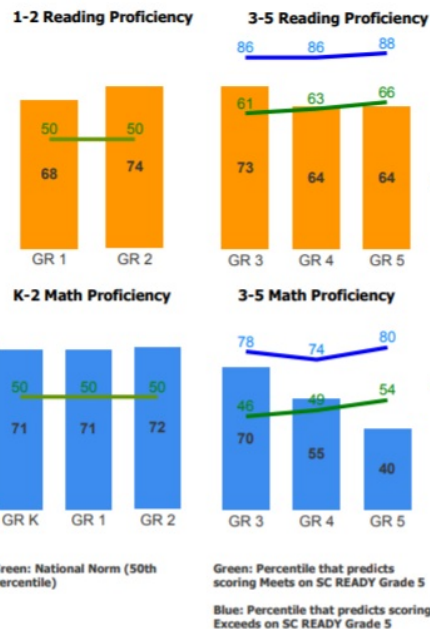 1-2 Reading Proficiency
50 50
68 74
GR 1 GR 2
3-5 Reading Proficiency
86 86 88
61 63 66
73 64 64
GR 3 GR 4 GR 5
K-2 Math Proficiency
50 50 50
71 71 72
GR K GR 1 GR 2
3-5 Math Proficiency
78 74 80
46 49 54
70 55 40
GR 3 GR 4 GR 5
reen: National Norm (50th
ercentile)
Green: Percentile that predicts
scoring Meets on SC READY Grade 5
Blue: Percentile that predicts scoring
Exceeds on SC READY Grade 5